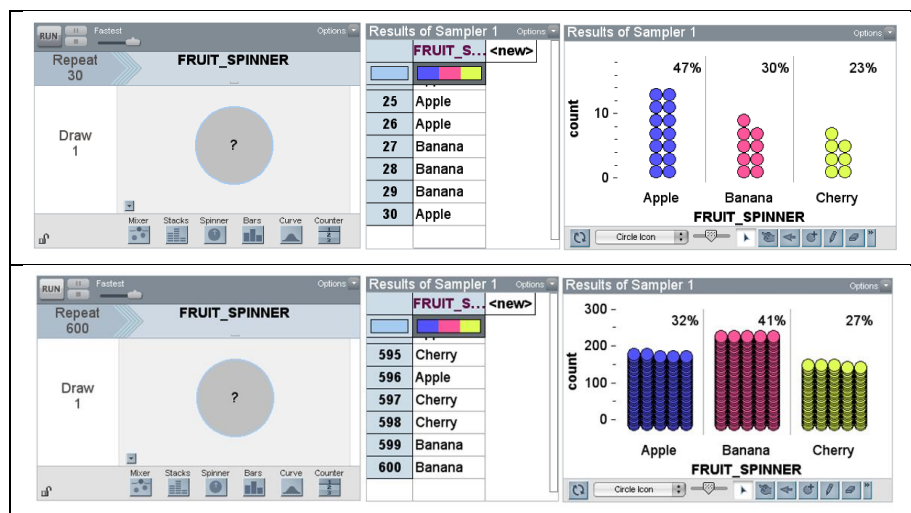 RUN Fastest Options
Repeat
30
FRUIT_SPINNER
Draw
1
?
Mixer Stacks Spinner Bars Curve Counter
Results of Sampler 1 Options
FRUIT_S... <new>
25 Apple
26 Apple
27 Banana
28 Banana
29 Banana
30 Apple
Results of Sampler 1 Options
47% 30% 23%
count
10
0
Apple Banana Cherry
FRUIT_SPINNER
Circle Icon
RUN Fastest Options
Repeat
600
FRUIT_SPINNER
Draw
1
?
Mixer Stacks Spinner Bars Curve Counter
Results of Sampler 1 Options
FRUIT_S... <new>
595 Cherry
596 Apple
597 Cherry
598 Cherry
599 Banana
600 Banana
Results of Sampler 1 Options
300
32% 41% 27%
200
count
100
0
Apple Banana Cherry
FRUIT_SPINNER
Circle Icon